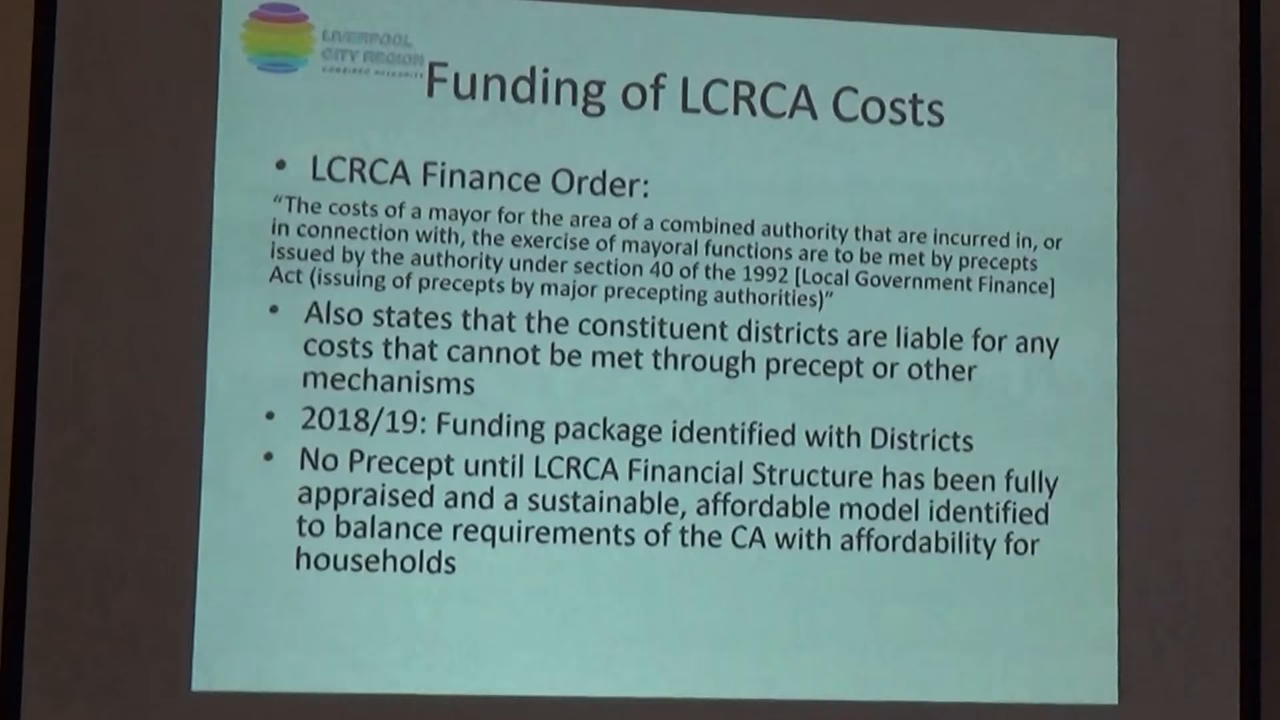 LIVERPOOL
CITY REGION
COMBINED AUTHORITY
Funding of LCRCA Costs
• LCRCA Finance Order:
“The costs of a mayor for the area of a combined authority that are incurred in, or
in connection with, the exercise of mayoral functions are to be met by precepts
issued by the authority under section 40 of the 1992 [Local Government Finance]
Act (issuing of precepts by major precepting authorities)”
• Also states that the constituent districts are liable for any
costs that cannot be met through precept or other
mechanisms
• 2018/19: Funding package identified with Districts
• No Precept until LCRCA Financial Structure has been fully
appraised and a sustainable, affordable model identified
to balance requirements of the CA with affordability for
households